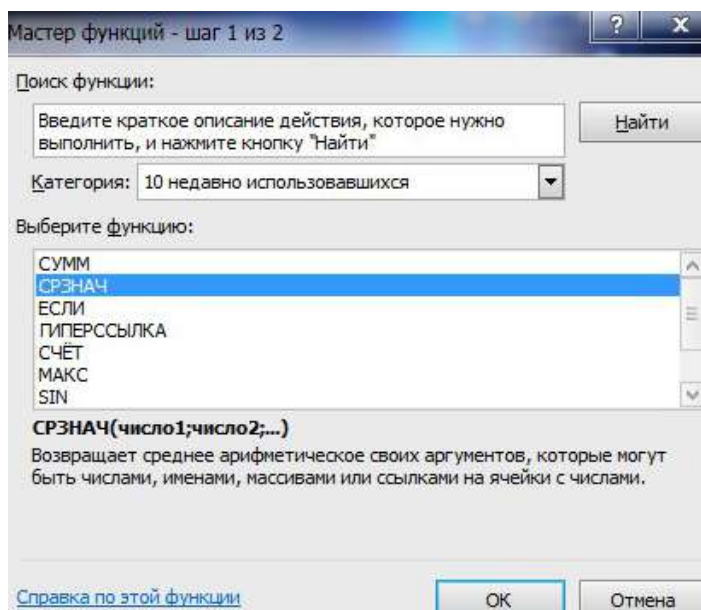 Мастер функций - шаг 1 из 2
? X
Поиск функции:
Введите краткое описание действия, которое нужно
выполнить, и нажмите кнопку "Найти"
Найти
Категория: 10 недавно использовавшихся
Выберите функцию:
СУММ
СРЗНАЧ
ЕСЛИ
ГИПЕРССЫЛКА
СЧЁТ
МАКС
SIN
СРЗНАЧ(число1;число2;...)
Возвращает среднее арифметическое своих аргументов, которые могут
быть числами, именами, массивами или ссылками на ячейки с числами.
Справка по этой функции
ОК
Отмена